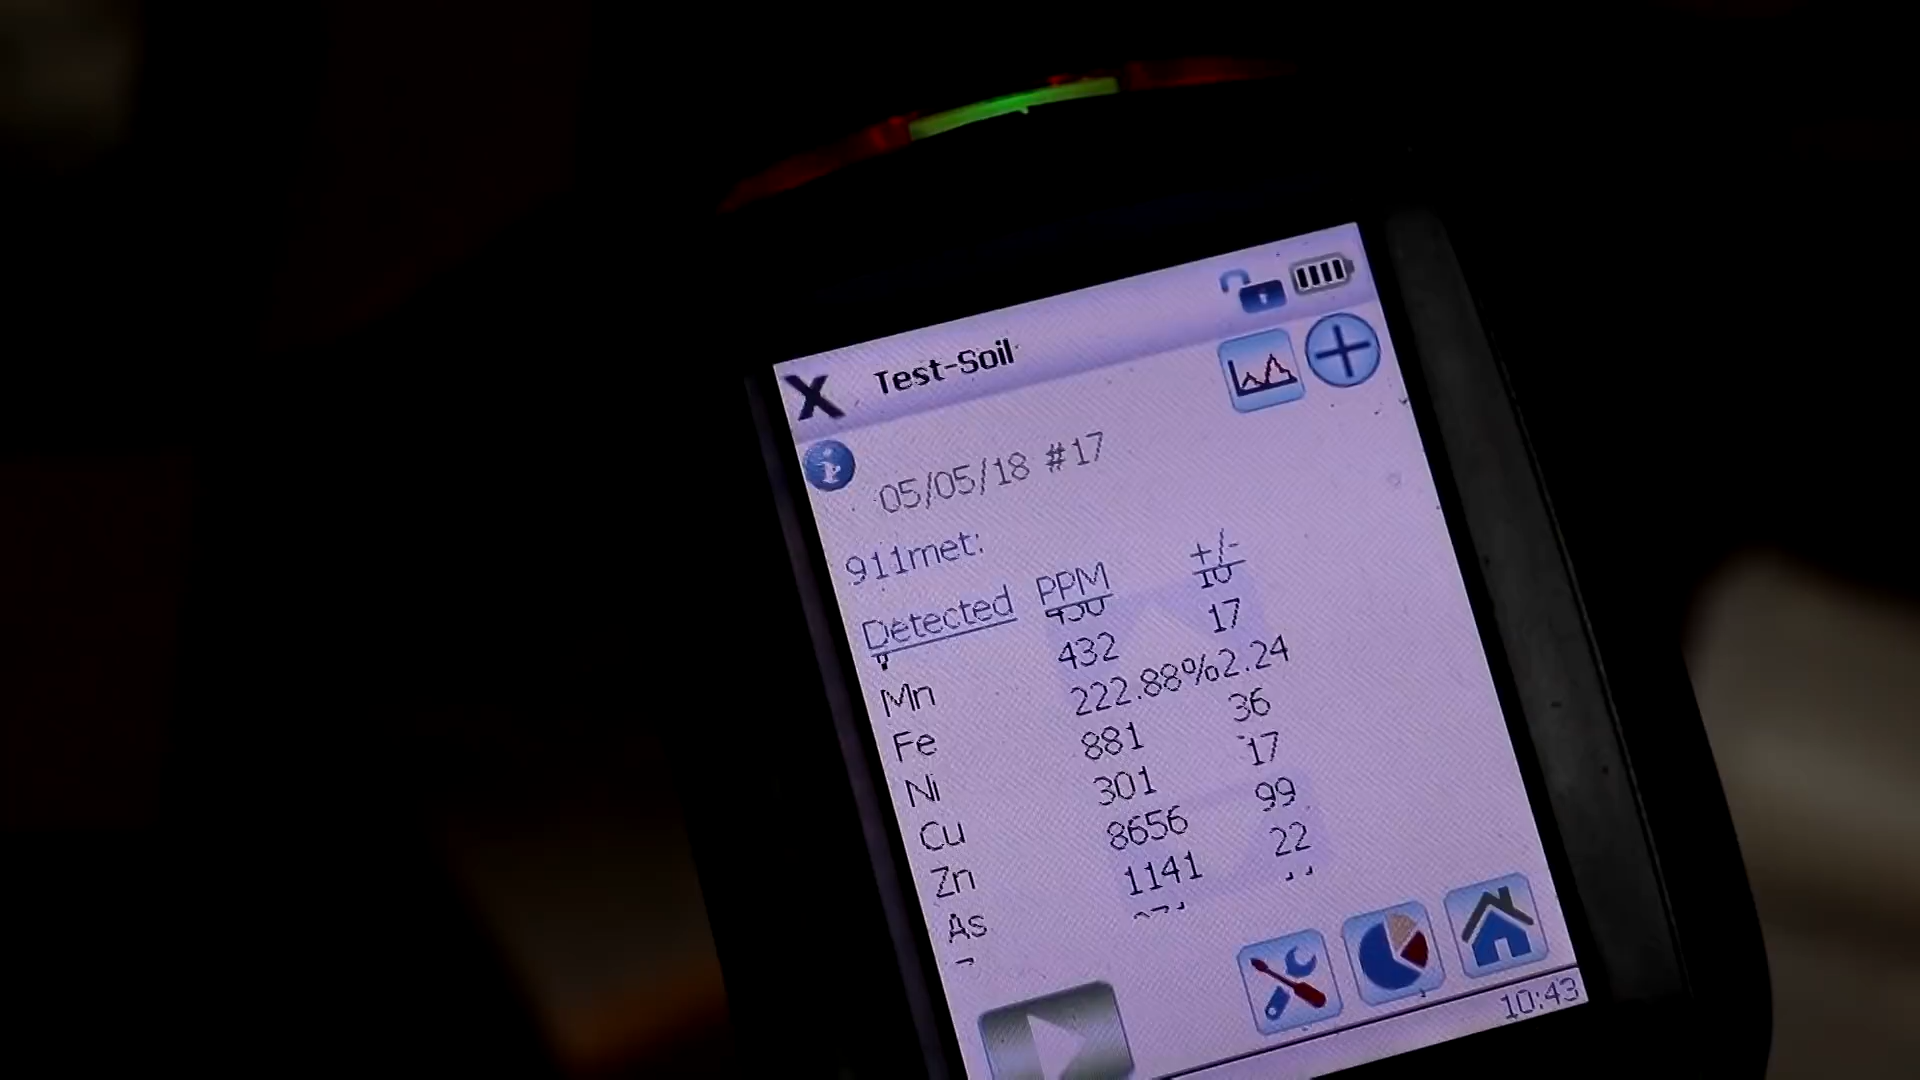 Test-Soil
05/05/18 #17
911met:
Detected PPM +/-
Mn 432 17
Fe 222.88% 2.24
Ni 881 36
Cu 301 17
Zn 8656 99
As 1141 22
10:43